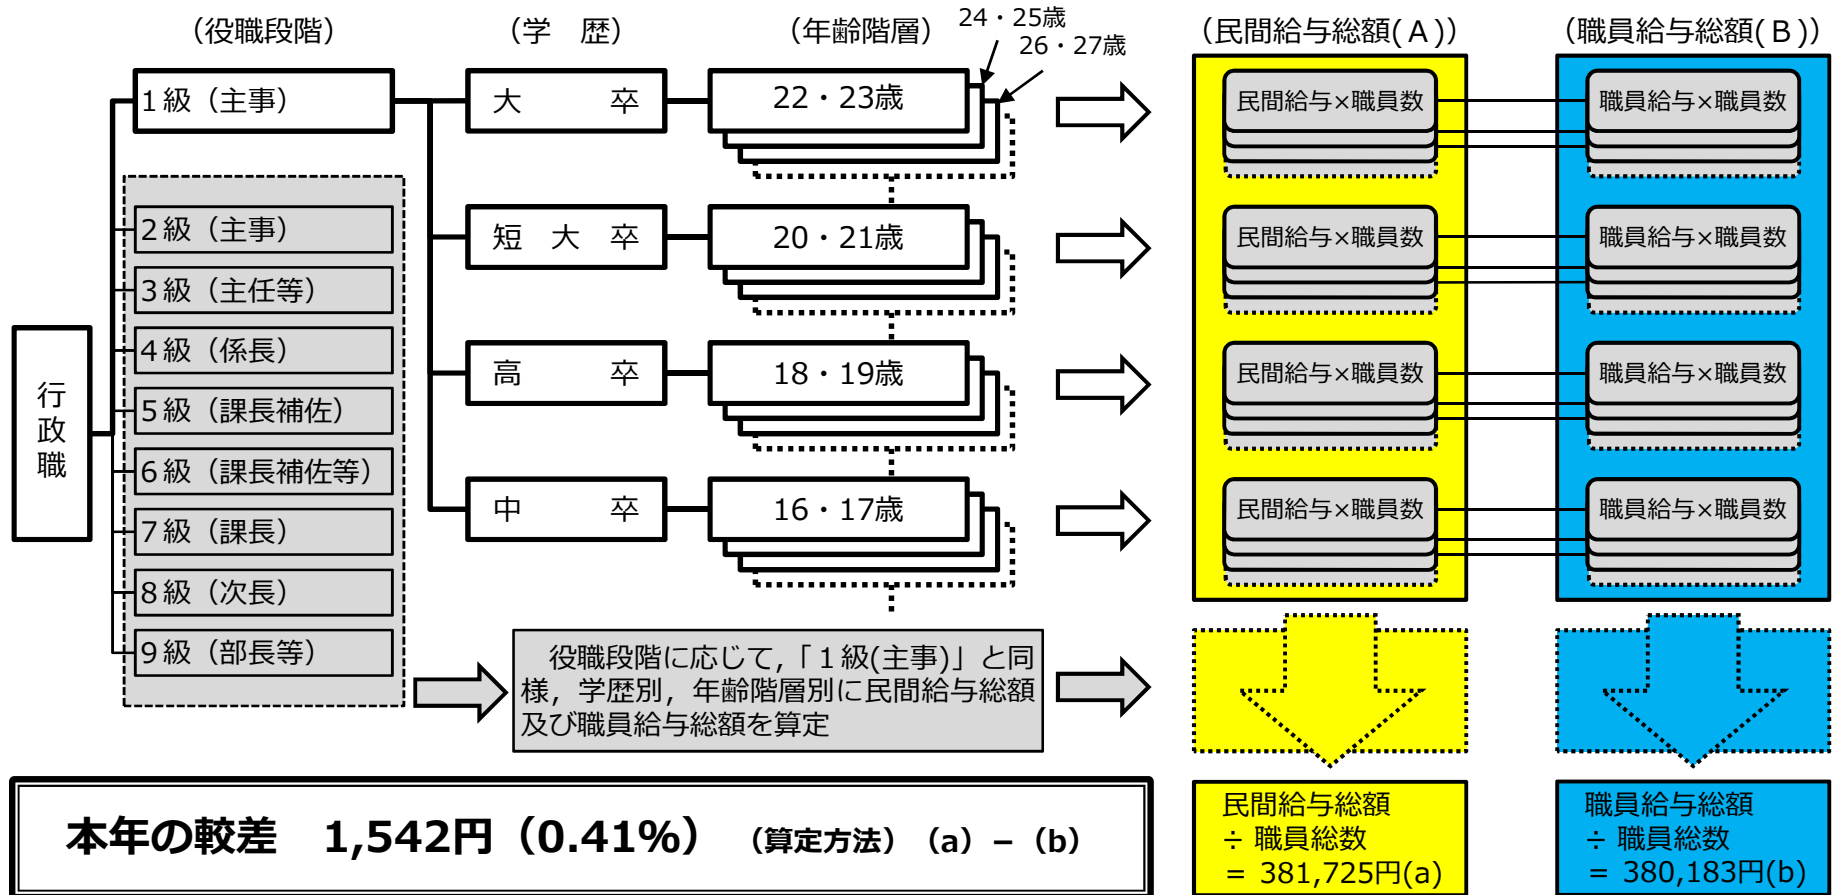 （役職段階）
（学　歴）
（年齢階層）
24・25歳
26・27歳
（民間給与総額(Ａ)）
（職員給与総額(Ｂ)）
行政職
１級（主事）
２級（主事）
３級（主任等）
４級（係長）
５級（課長補佐）
６級（課長補佐等）
７級（課長）
８級（次長）
９級（部長等）
大　卒
22・23歳
民間給与×職員数
職員給与×職員数
短　大　卒
20・21歳
民間給与×職員数
職員給与×職員数
高　卒
18・19歳
民間給与×職員数
職員給与×職員数
中　卒
16・17歳
民間給与×職員数
職員給与×職員数
役職段階に応じて，「１級(主事)」と同
様，学歴別，年齢階層別に民間給与総額
及び職員給与総額を算定
本年の較差　1,542円（0.41%）　（算定方法）（a）－（b）
民間給与総額
÷ 職員総数
= 381,725円(a)
職員給与総額
÷ 職員総数
= 380,183円(b)